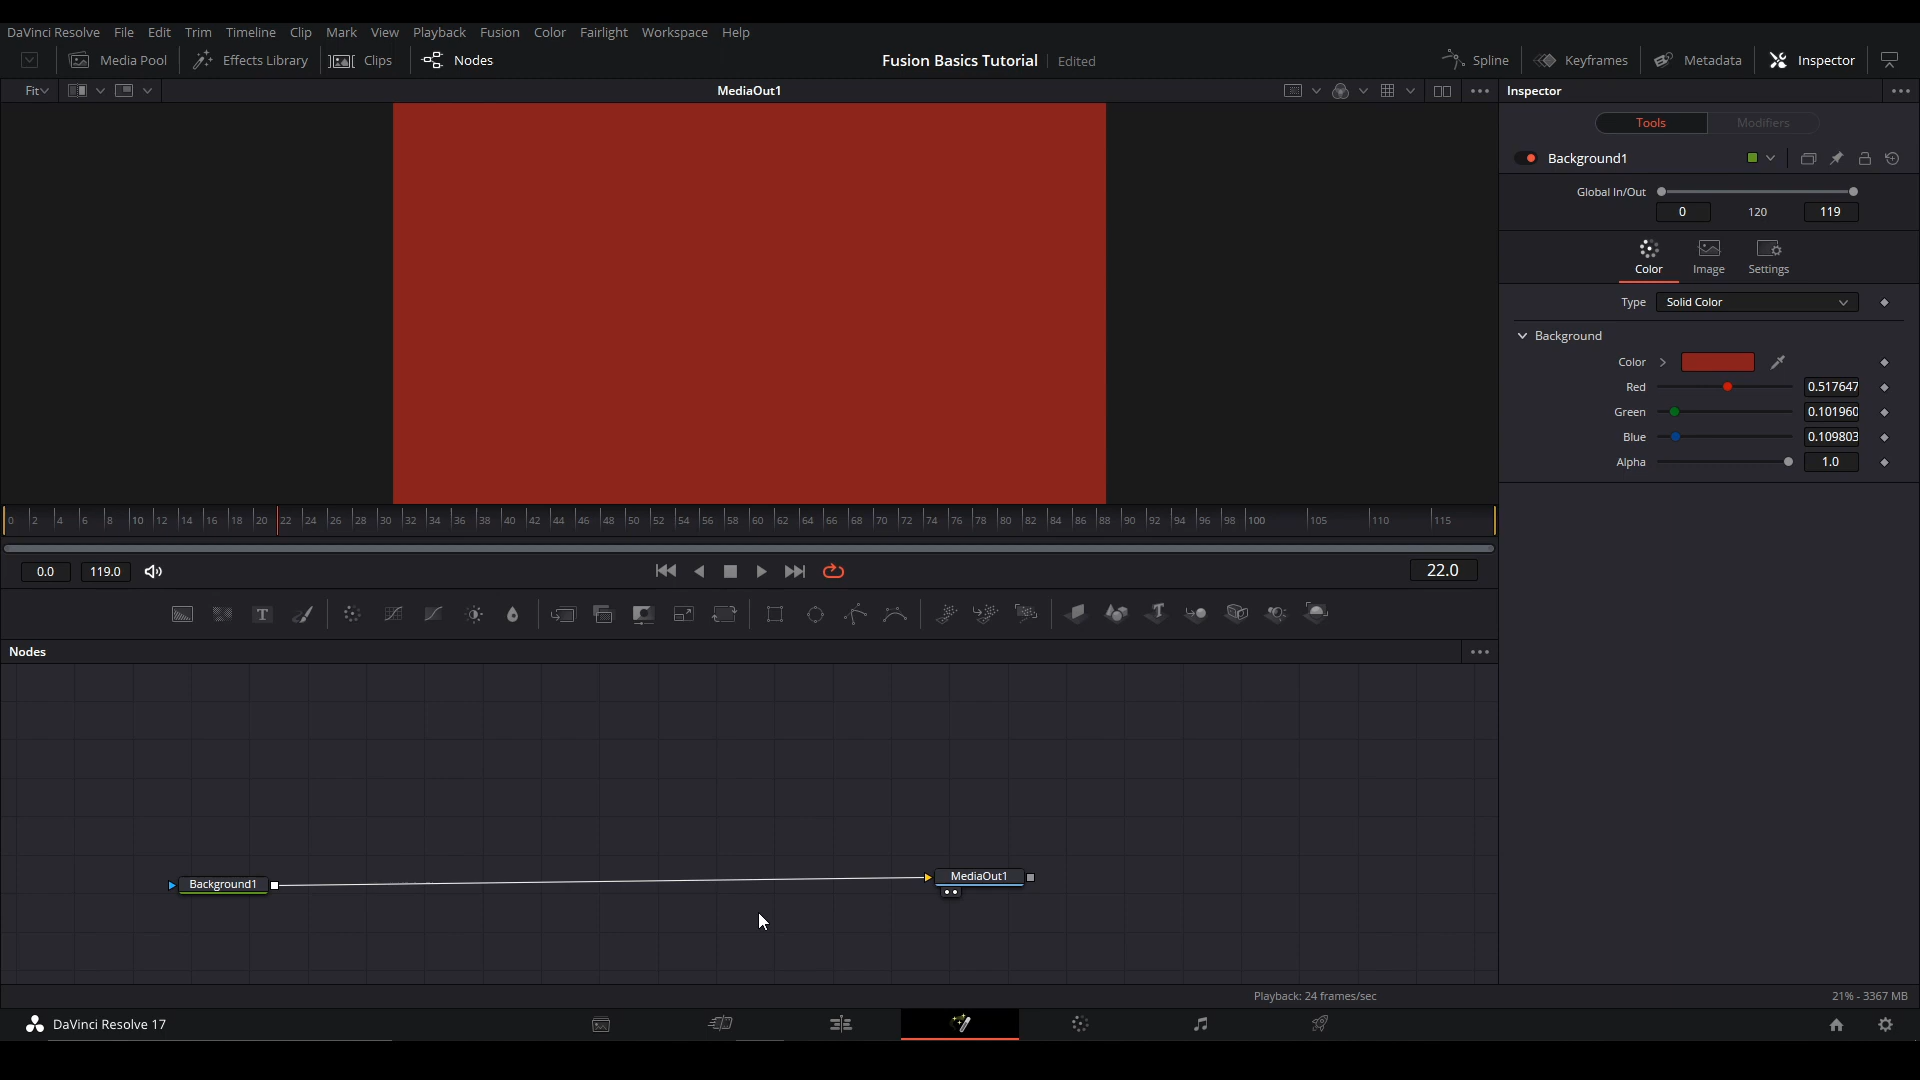 DaVinci Resolve File Edit Trim Timeline Clip Mark View Playback Fusion Color Fairlight Workspace Help
Media Pool Effects Library Clips Nodes Fusion Basics Tutorial Edited Spline Keyframes Metadata Inspector
Fit MediaOut1 Inspector
Tools Modifiers
Background1
Global In/Out
0 120 119
Color Image Settings
Type Solid Color
Background
Color
Red 0.517647
Green 0.101960
Blue 0.109803
Alpha 1.0
0 2 4 6 8 10 12 14 16 18 20 22 24 26 28 30 32 34 36 38 40 42 44 46 48 50 52 54 56 58 60 62 64 66 68 70 72 74 76 78 80 82 84 86 88 90 92 94 96 98 100 105 110 115
0.0 119.0 22.0
T T
Nodes
Background1 MediaOut1
Playback: 24 frames/sec 21% - 3367 MB
DaVinci Resolve 17